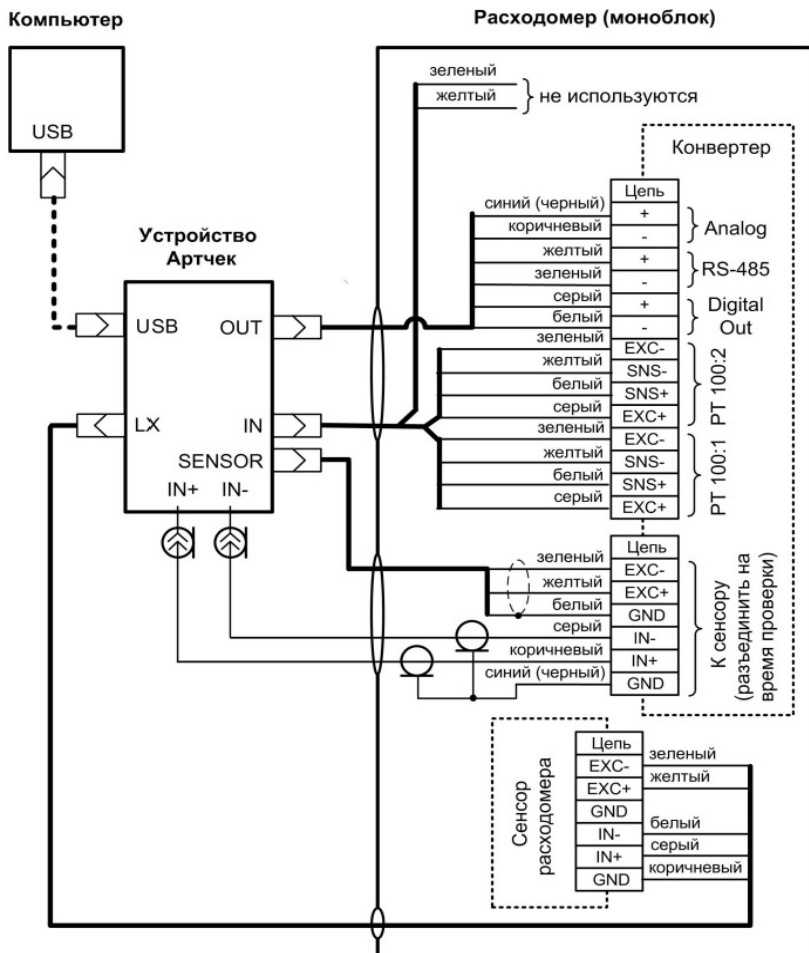 Компьютер
Расходомер (моноблок)
USB
зеленый
желтый
не используются
Конвертер
Устройство
Артчек
USB
OUT
LX
IN
SENSOR
IN+
IN-
Цепь
синий (черный)
+
коричневый
-
Analog
желтый
+
зеленый
-
RS-485
серый
+
белый
-
Digital
Out
зеленый
EXC-
желтый
SNS-
белый
SNS+
серый
EXC+
PT 100:2
зеленый
EXC-
желтый
SNS-
белый
SNS+
серый
EXC+
PT 100:1
Цепь
зеленый
EXC-
желтый
EXC+
белый
GND
серый
IN-
коричневый
IN+
синий (черный)
GND
К сенсору
(разъединить на
время проверки)
Сенсор
расходомера
Цепь
EXC-
зеленый
EXC+
желтый
GND
IN-
белый
IN+
серый
GND
коричневый